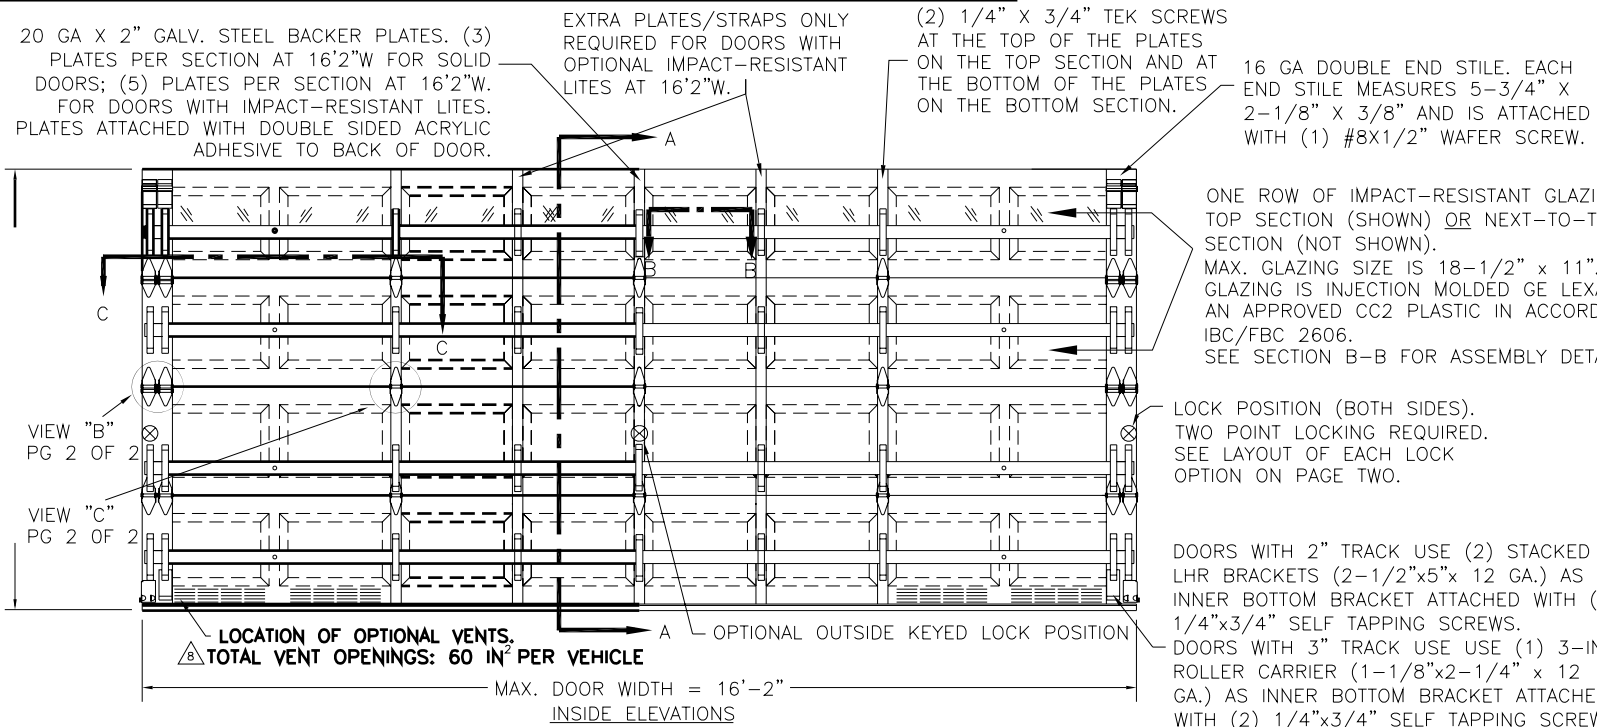 20 GA X 2" GALV. STEEL BACKER PLATES. (3)
PLATES PER SECTION AT 16'2"W FOR SOLID
DOORS; (5) PLATES PER SECTION AT 16'2"W.
FOR DOORS WITH IMPACT-RESISTANT LITES.
PLATES ATTACHED WITH DOUBLE SIDED ACRYLIC
ADHESIVE TO BACK OF DOOR.
EXTRA PLATES/STRAPS ONLY
REQUIRED FOR DOORS WITH
OPTIONAL IMPACT-RESISTANT
LITES AT 16'2"W.
(2) 1/4" X 3/4" TEK SCREWS
AT THE TOP OF THE PLATES
ON THE TOP SECTION AND AT
THE BOTTOM OF THE PLATES
ON THE BOTTOM SECTION.
16 GA DOUBLE END STILE. EACH
END STILE MEASURES 5-3/4" X
2-1/8" X 3/8" AND IS ATTACHED
WITH (1) #8X1/2" WAFER SCREW.
A
ONE ROW OF IMPACT-RESISTANT GLAZI
TOP SECTION (SHOWN) OR NEXT-TO-T
SECTION (NOT SHOWN).
MAX. GLAZING SIZE IS 18-1/2" x 11".
GLAZING IS INJECTION MOLDED GE LEXA
AN APPROVED CC2 PLASTIC IN ACCORD
IBC/FBC 2606.
SEE SECTION B-B FOR ASSEMBLY DETA
B B
C
C
VIEW "B"
PG 2 OF 2
VIEW "C"
PG 2 OF 2
LOCK POSITION (BOTH SIDES).
TWO POINT LOCKING REQUIRED.
SEE LAYOUT OF EACH LOCK
OPTION ON PAGE TWO.
DOORS WITH 2" TRACK USE (2) STACKED
LHR BRACKETS (2-1/2"x5"x 12 GA.) AS
INNER BOTTOM BRACKET ATTACHED WITH (
1/4"x3/4" SELF TAPPING SCREWS.
DOORS WITH 3" TRACK USE USE (1) 3-IN
ROLLER CARRIER (1-1/8"x2-1/4" x 12
GA.) AS INNER BOTTOM BRACKET ATTACHE
WITH (2) 1/4"x3/4" SELF TAPPING SCREW
A
OPTIONAL OUTSIDE KEYED LOCK POSITION
LOCATION OF OPTIONAL VENTS.
8 TOTAL VENT OPENINGS: 60 IN² PER VEHICLE
MAX. DOOR WIDTH = 16'-2"
INSIDE ELEVATIONS